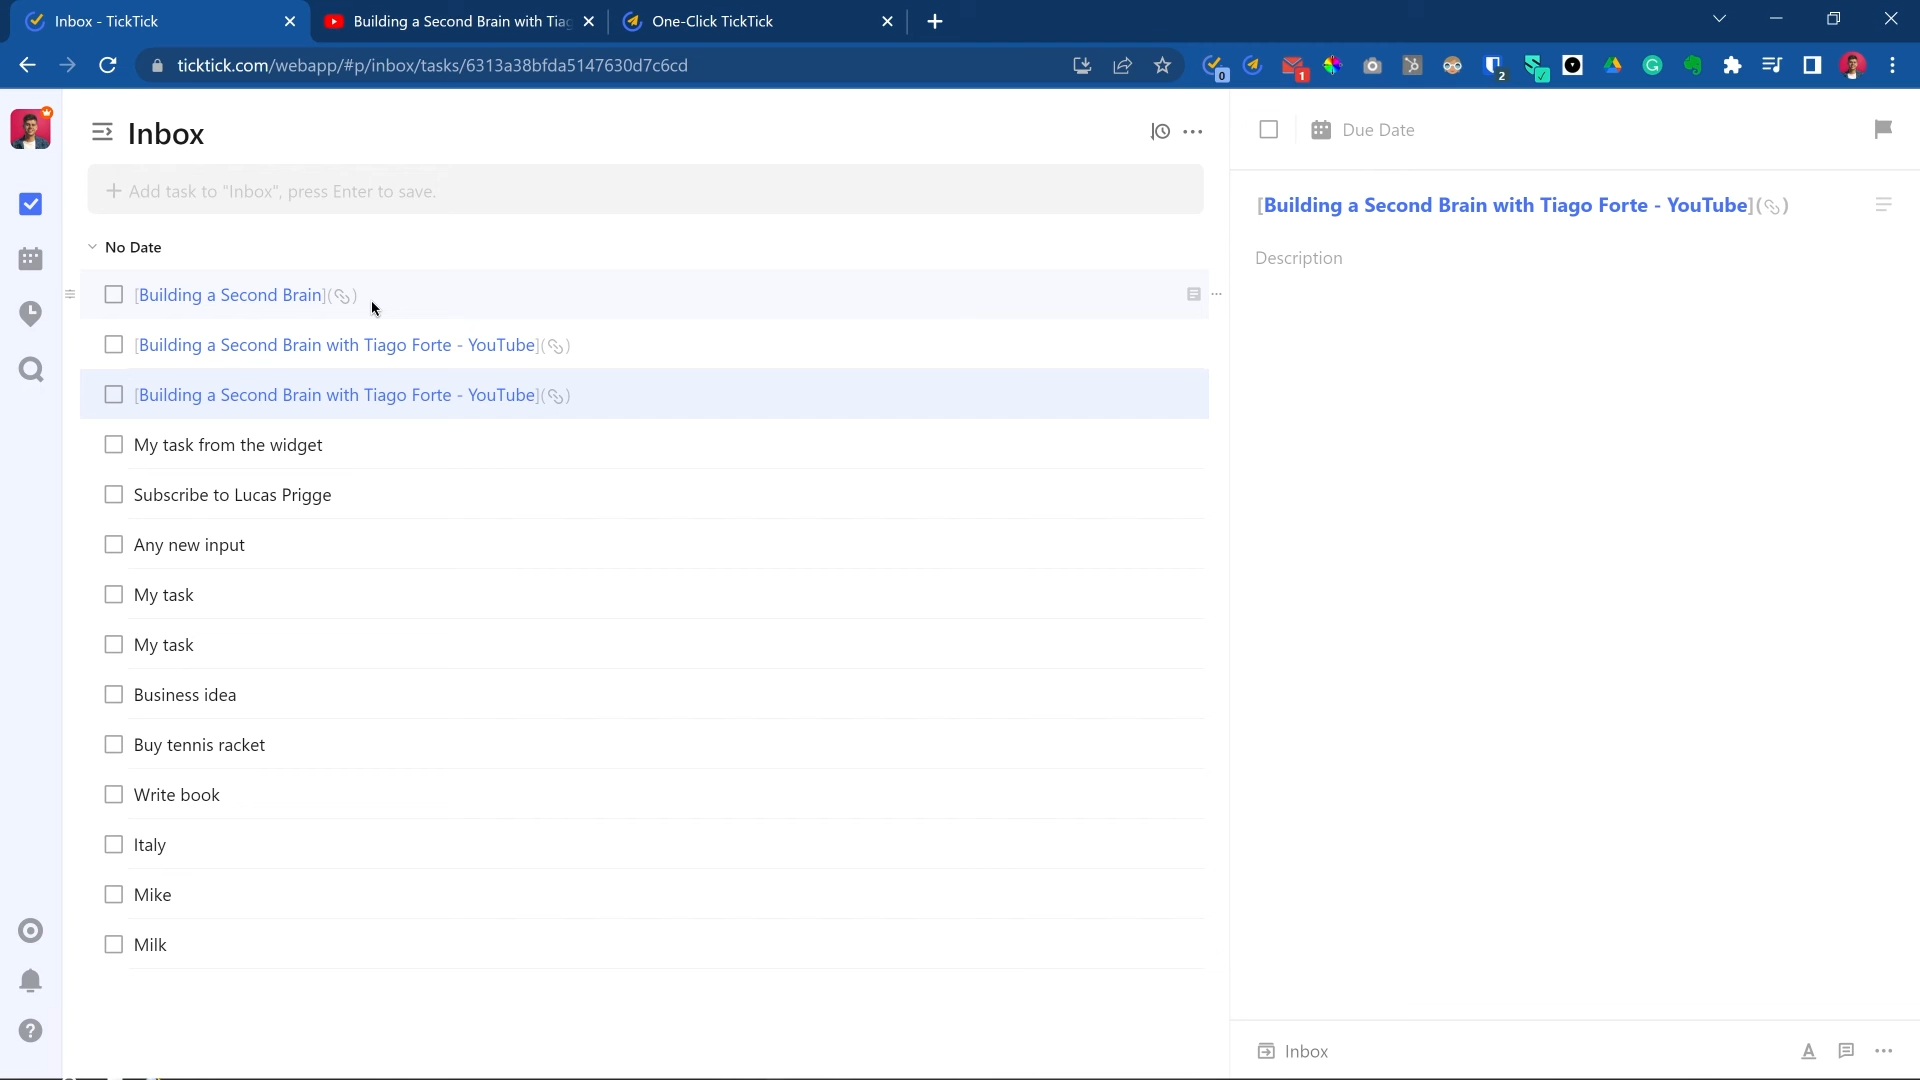 Inbox - TickTick
Building a Second Brain with Tiag
One-Click TickTick
ticktick.com/webapp/#p/inbox/tasks/6313a38bfda5147630d7c6cd
0
1
2
Inbox
Due Date
+ Add task to "Inbox", press Enter to save.
[Building a Second Brain with Tiago Forte - YouTube]()
Description
No Date
[Building a Second Brain]()
[Building a Second Brain with Tiago Forte - YouTube]()
[Building a Second Brain with Tiago Forte - YouTube]()
My task from the widget
Subscribe to Lucas Prigge
Any new input
My task
My task
Business idea
Buy tennis racket
Write book
Italy
Mike
Milk
Inbox
A